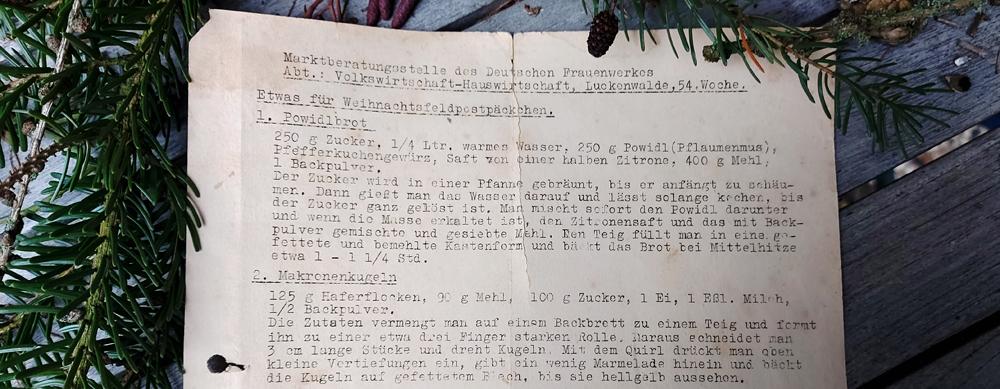 Marktberatungsstelle des Deutschen Frauenwerkes
Abt.: Volkswirtschaft-Hauswirtschaft, Luckenwalde,54.Woche.
Etwas für Weihnachtsfeldpostpäckchen.
1. Powidlbrot
250 g Zucker, 1/4 Ltr. warmes Wasser, 250 g Powidl(Pflaumenmus),
Pfefferkuchengewürz, Saft von einer halben Zitrone, 400 g Mehl,
1 Backpulver.
Der Zucker wird in einer Pfanne gebräunt, bis er anfängt zu schäu-
men. Dann gießt man das Wasser darauf und lässt solange kochen, bis
der Zucker ganz gelöst ist. Man mischt sofort den Powidl darunter
und wenn die Masse erkaltet ist, den Zitronensaft und das mit Back-
pulver gemischte und gesiebte Mehl. Den Teig füllt man in eine ge-
fettete und bemehlte Kastenform und bäckt das Brot bei Mittelhitze
etwa 1 - 1 1/4 Std.
2. Makronenkugeln
125 g Haferflocken, 90 g Mehl, 100 g Zucker, 1 Ei, 1 Eßl. Milch,
1/2 Backpulver.
Die Zutaten vermengt man auf einem Backbrett zu einem Teig und formt
ihn zu einer etwa drei Finger starken Rolle. Daraus schneidet man
3 cm lange Stücke und dreht Kugeln. Mit dem Quirl drückt man oben
kleine Vertiefungen ein, gibt ein wenig Marmelade hinein und bäckt
die Kugeln auf gefettetem Blech, bis sie hellgelb aussehen.